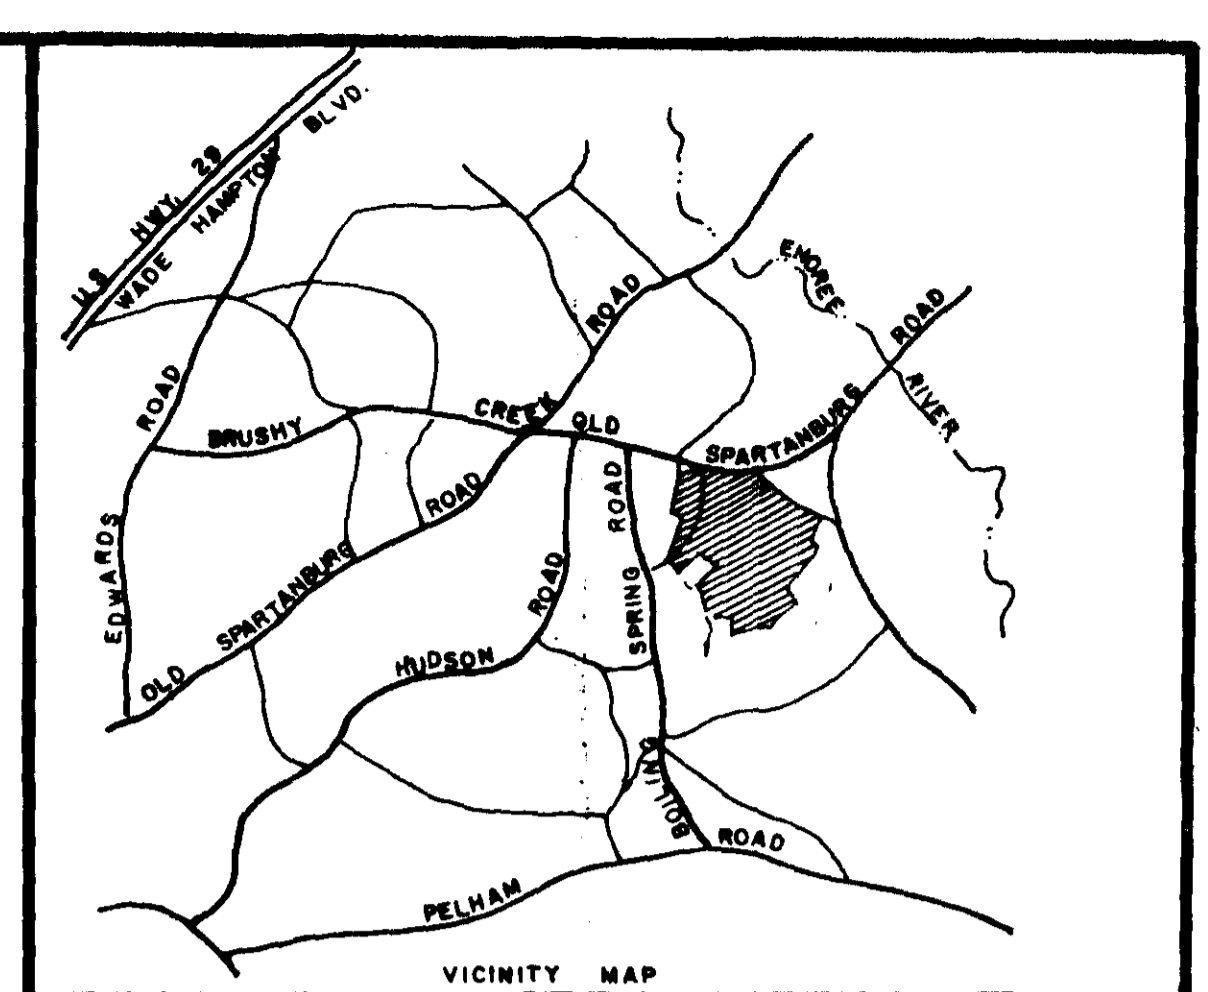 U.S. HWY. 29
WADE HAMPTON BLVD.
ENOREE RIVER
ROAD
EDWARDS ROAD
BRUSHY CREEK ROAD
OLD SPARTANBURG ROAD
OLD SPARTANBURG ROAD
HUDSON ROAD
BOILING SPRING ROAD
PELHAM ROAD
VICINITY MAP